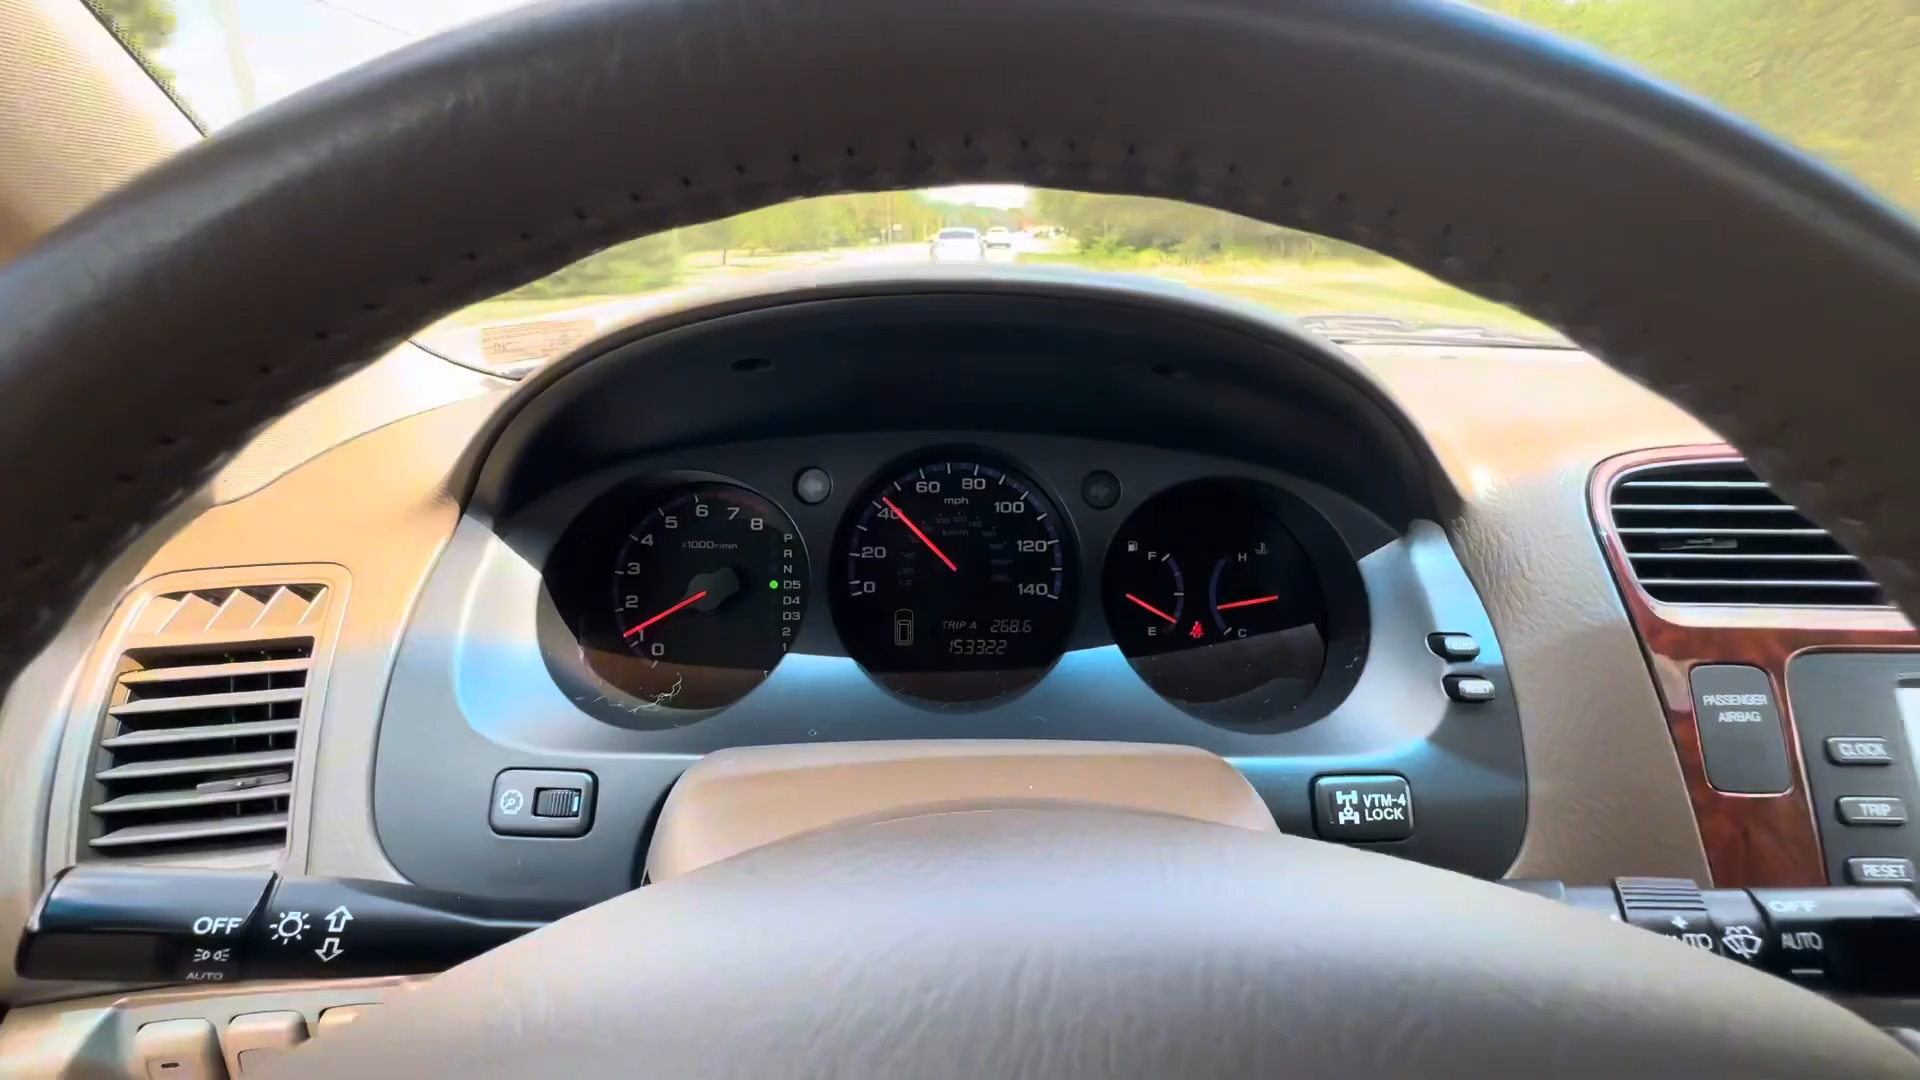 5 6 7 8
4
3
2
1
0
x1000r/min
P
R
N
D5
D4
D3
2
1
60 80
40 100
20 120
0 140
mph
km/h
TRIP A 268.6
153322
F
E
H
C
PASSENGER
AIRBAG
CLOCK
TRIP
RESET
VTM-4
LOCK
OFF
AUTO
OFF
AUTO